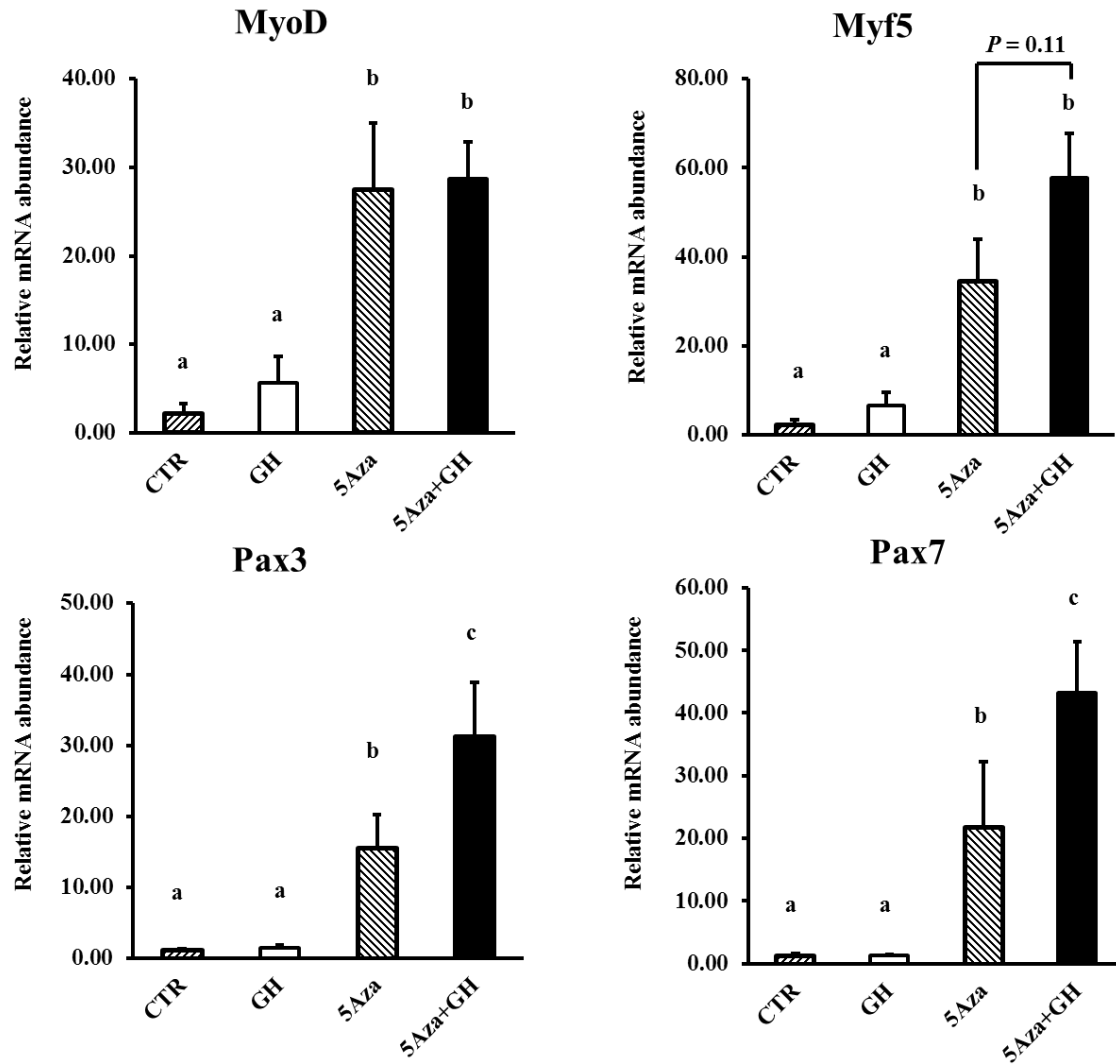 MyoD
Relative mRNA abundance
40.00
30.00
20.00
10.00
0.00
a
a
b
b
CTR
GH
5Aza
5Aza+GH
Myf5
P = 0.11
Relative mRNA abundance
80.00
60.00
40.00
20.00
0.00
a
a
b
b
CTR
GH
5Aza
5Aza+GH
Pax3
Relative mRNA abundance
50.00
40.00
30.00
20.00
10.00
0.00
a
a
b
c
CTR
GH
5Aza
5Aza+GH
Pax7
Relative mRNA abundance
60.00
50.00
40.00
30.00
20.00
10.00
0.00
a
a
b
c
CTR
GH
5Aza
5Aza+GH